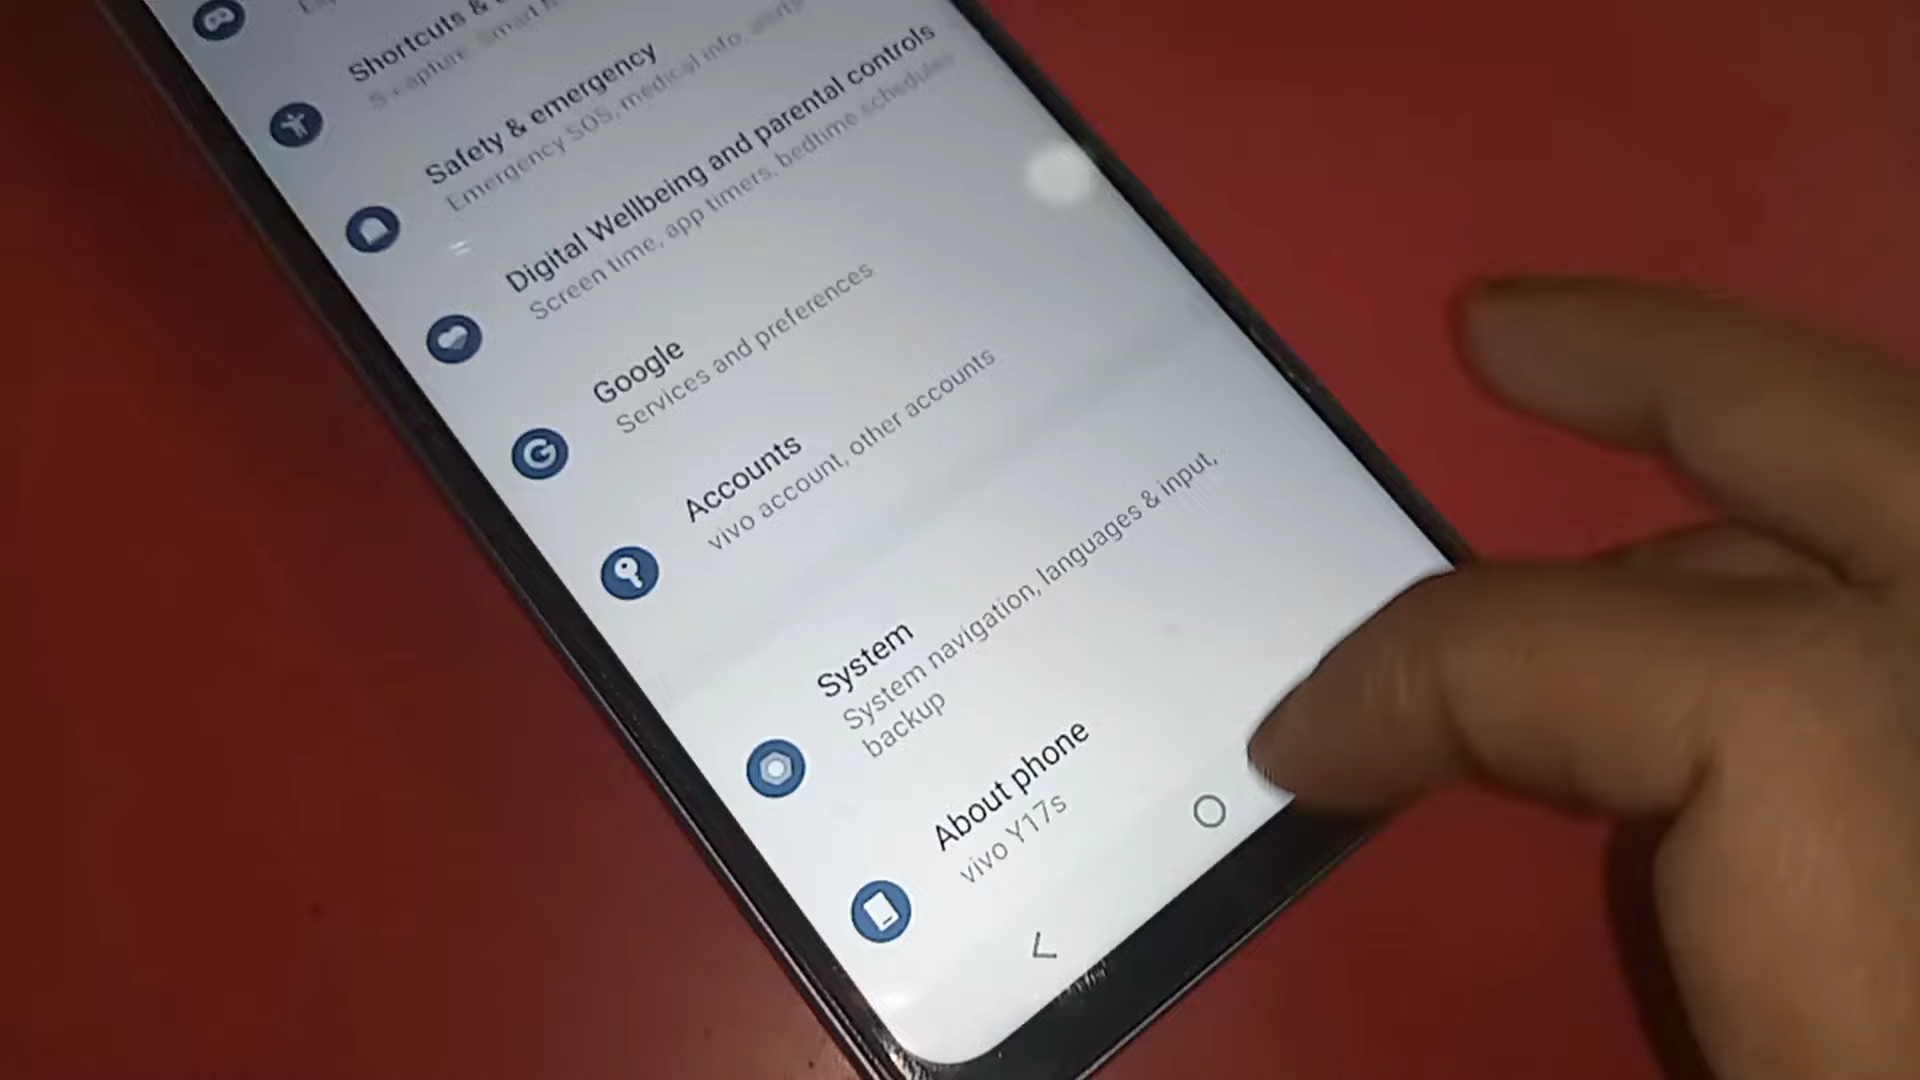 Shortcuts &
S-capture, Smart
Safety & emergency
Emergency SOS, medical info, alerts
Digital Wellbeing and parental controls
Screen time, app timers, bedtime schedules
Google
Services and preferences
Accounts
vivo account, other accounts
System
System navigation, languages & input,
backup
About phone
vivo Y17s